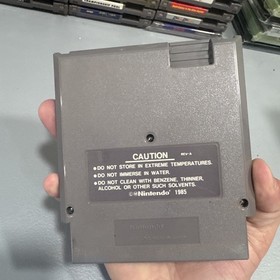 CAUTION REV-A
• DO NOT STORE IN EXTREME TEMPERATURES.
• DO NOT IMMERSE IN WATER.
• DO NOT CLEAN WITH BENZENE, THINNER,
ALCOHOL OR OTHER SUCH SOLVENTS.
©® Nintendo® 1985